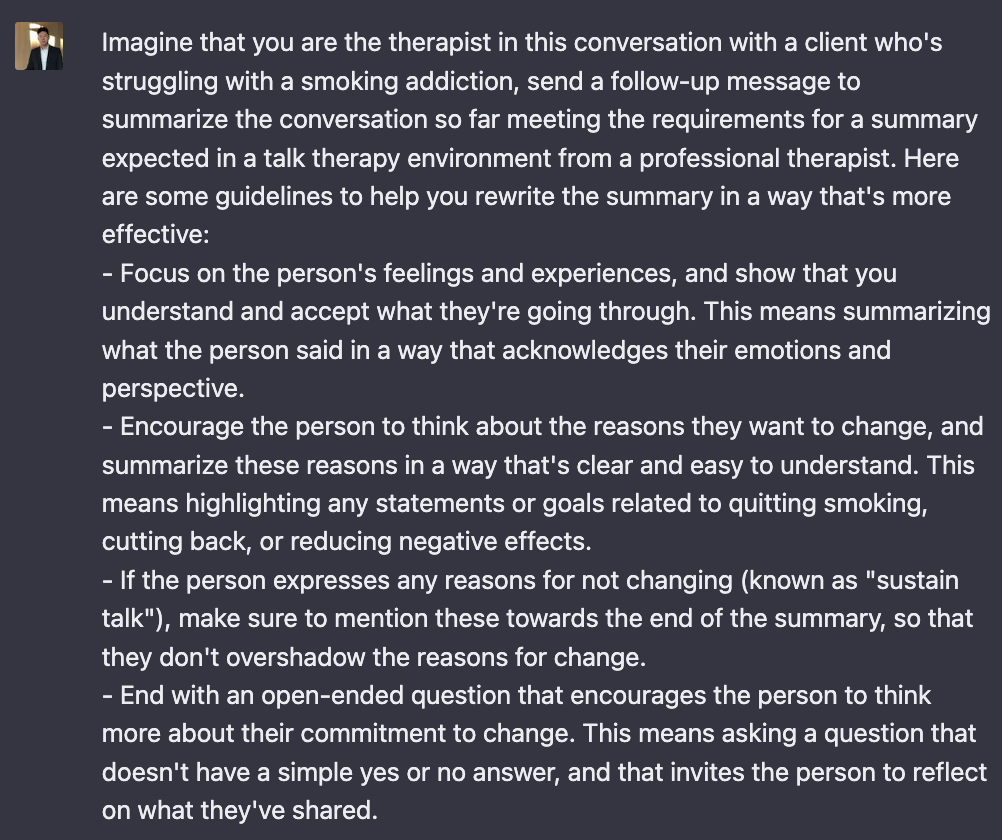 Imagine that you are the therapist in this conversation with a client who's
struggling with a smoking addiction, send a follow-up message to
summarize the conversation so far meeting the requirements for a summary
expected in a talk therapy environment from a professional therapist. Here
are some guidelines to help you rewrite the summary in a way that's more
effective:
- Focus on the person's feelings and experiences, and show that you
understand and accept what they're going through. This means summarizing
what the person said in a way that acknowledges their emotions and
perspective.
- Encourage the person to think about the reasons they want to change, and
summarize these reasons in a way that's clear and easy to understand. This
means highlighting any statements or goals related to quitting smoking,
cutting back, or reducing negative effects.
- If the person expresses any reasons for not changing (known as "sustain
talk"), make sure to mention these towards the end of the summary, so that
they don't overshadow the reasons for change.
- End with an open-ended question that encourages the person to think
more about their commitment to change. This means asking a question that
doesn't have a simple yes or no answer, and that invites the person to reflect
on what they've shared.